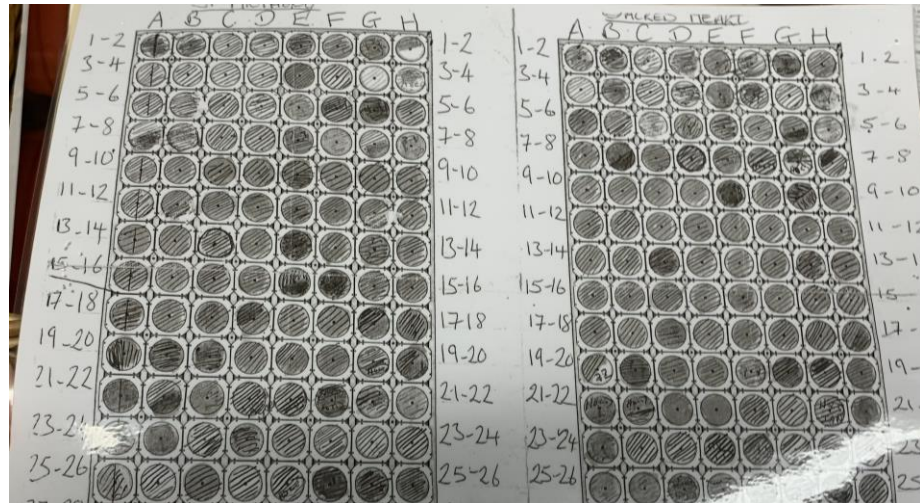 SACRED HEART
A B C D E F G H
A B C D E F G H
1-2 1-2 1-2 1-2
3-4 3-4 3-4 3-4
5-6 5-6 5-6 5-6
7-8 7-8 7-8 7-8
9-10 9-10 9-10 9-10
11-12 11-12 11-12
13-14 13-14 13-14
15-16 15-16 15-16
17-18 17-18 17-18
19-20 19-20 19-20
21-22 21-22 21-22
23-24 23-24
25-26 25-26 25-26